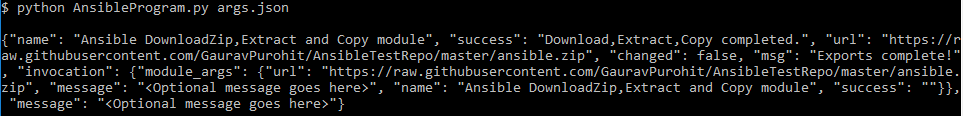 $ python AnsibleProgram.py args.json
{"name": "Ansible DownloadZip,Extract and Copy module", "success": "Download,Extract,Copy completed.", "url": "https://r
aw.githubusercontent.com/GauravPurohit/AnsibleTestRepo/master/ansible.zip", "changed": false, "msg": "Exports complete!"
, "invocation": {"module_args": {"url": "https://raw.githubusercontent.com/GauravPurohit/AnsibleTestRepo/master/ansible.
zip", "message": "<Optional message goes here>", "name": "Ansible DownloadZip,Extract and Copy module", "success": ""}},
 "message": "<Optional message goes here>"}